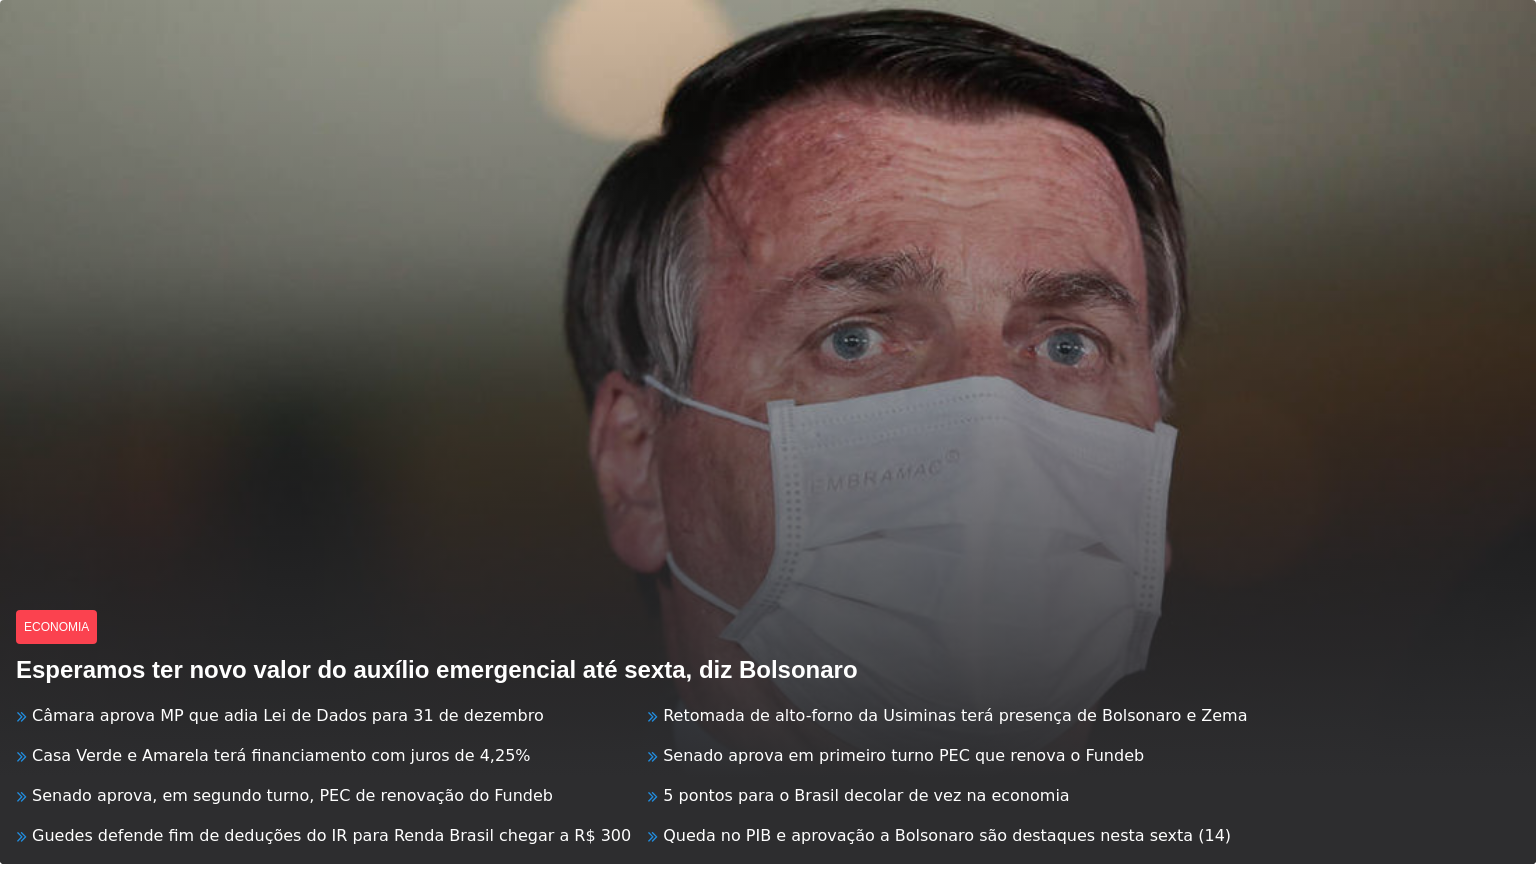 EMBRAMAC®
ECONOMIA
Esperamos ter novo valor do auxílio emergencial até sexta, diz Bolsonaro
Câmara aprova MP que adia Lei de Dados para 31 de dezembro
Retomada de alto-forno da Usiminas terá presença de Bolsonaro e Zema
Casa Verde e Amarela terá financiamento com juros de 4,25%
Senado aprova em primeiro turno PEC que renova o Fundeb
Senado aprova, em segundo turno, PEC de renovação do Fundeb
5 pontos para o Brasil decolar de vez na economia
Guedes defende fim de deduções do IR para Renda Brasil chegar a R$ 300
Queda no PIB e aprovação a Bolsonaro são destaques nesta sexta (14)